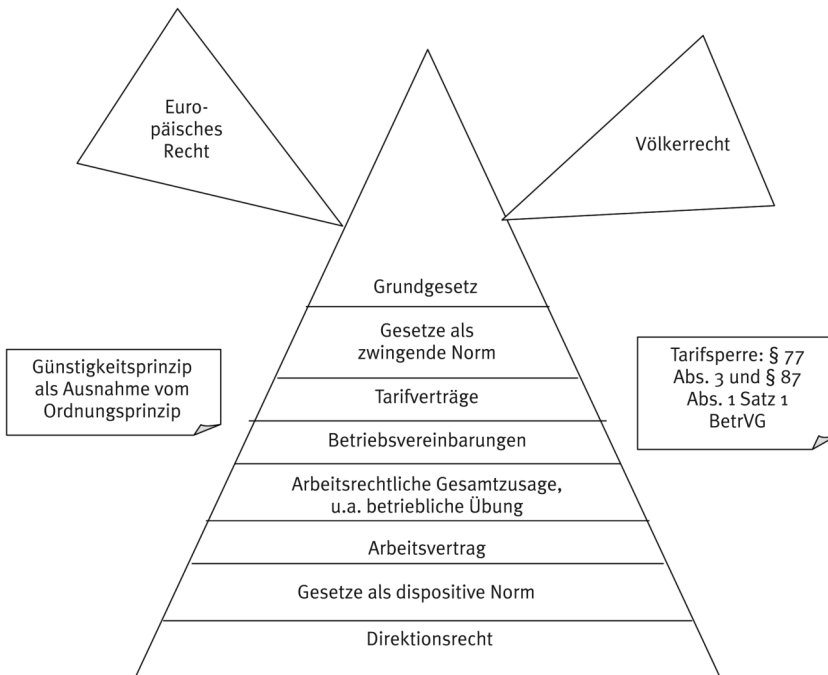 Euro-
päisches
Recht
Völkerrecht
Grundgesetz
Gesetze als
zwingende Norm
Günstigkeitsprinzip
als Ausnahme vom
Ordnungsprinzip
Tarifsperre: § 77
Abs. 3 und § 87
Abs. 1 Satz 1
BetrVG
Tarifverträge
Betriebsvereinbarungen
Arbeitsrechtliche Gesamtzusage,
u.a. betriebliche Übung
Arbeitsvertrag
Gesetze als dispositive Norm
Direktionsrecht